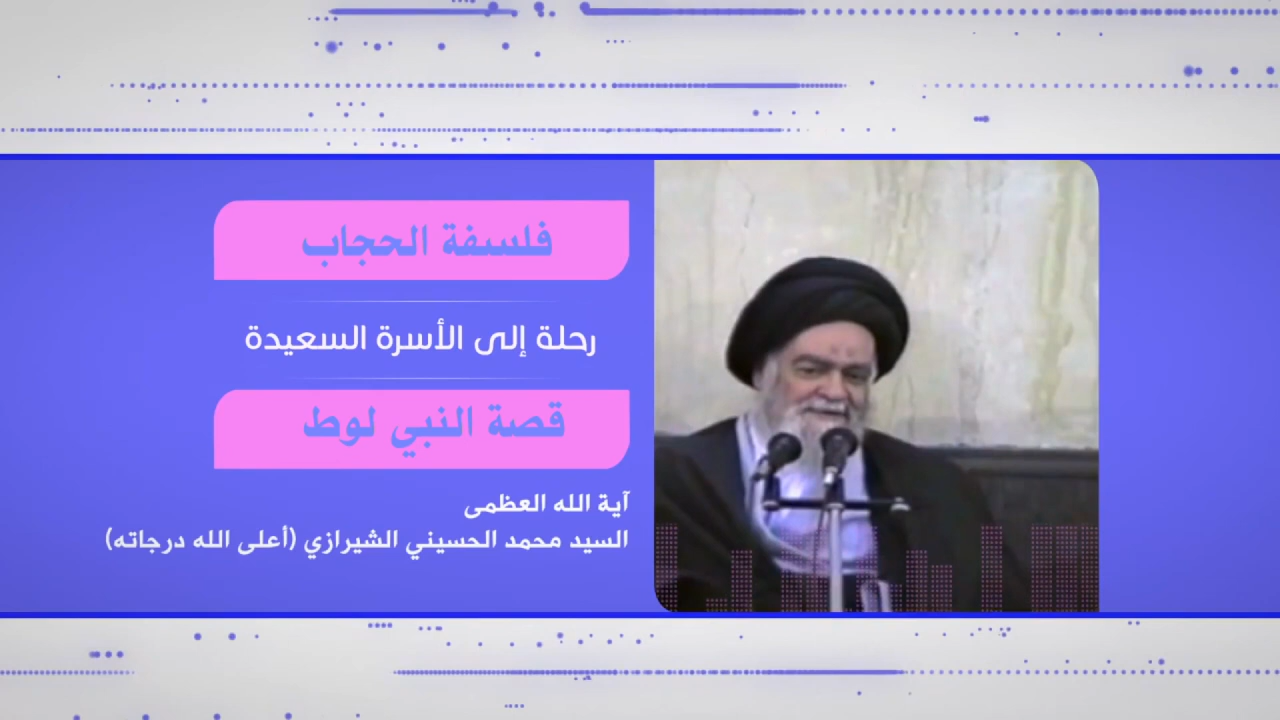 فلسفة الحجاب
رحلة إلى الأسرة السعيدة
قصة النبي لوط
آية الله العظمى
السيد محمد الحسيني الشيرازي (أعلى الله درجاته)